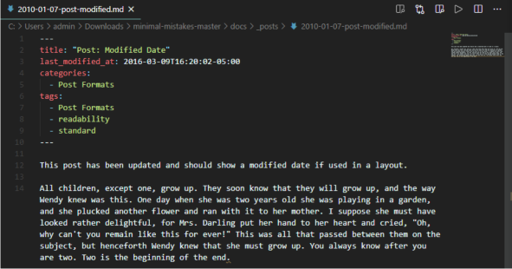 2010-01-07-post-modified.md
C: > Users > admin > Downloads > minimal-mistakes-master > docs > _posts > 2010-01-07-post-modified.md
1 ---
2 title: "Post: Modified Date"
3 last_modified_at: 2016-03-09T16:20:02-05:00
4 categories:
5 - Post Formats
6 tags:
7 - Post Formats
8 - readability
9 - standard
10 ---
11
12 This post has been updated and should show a modified date if used in a layout.
13
14 All children, except one, grow up. They soon know that they will grow up, and the way
Wendy knew was this. One day when she was two years old she was playing in a garden,
and she plucked another flower and ran with it to her mother. I suppose she must have
looked rather delightful, for Mrs. Darling put her hand to her heart and cried, "Oh,
why can't you remain like this for ever!" This was all that passed between them on the
subject, but henceforth Wendy knew that she must grow up. You always know after you
are two. Two is the beginning of the end.